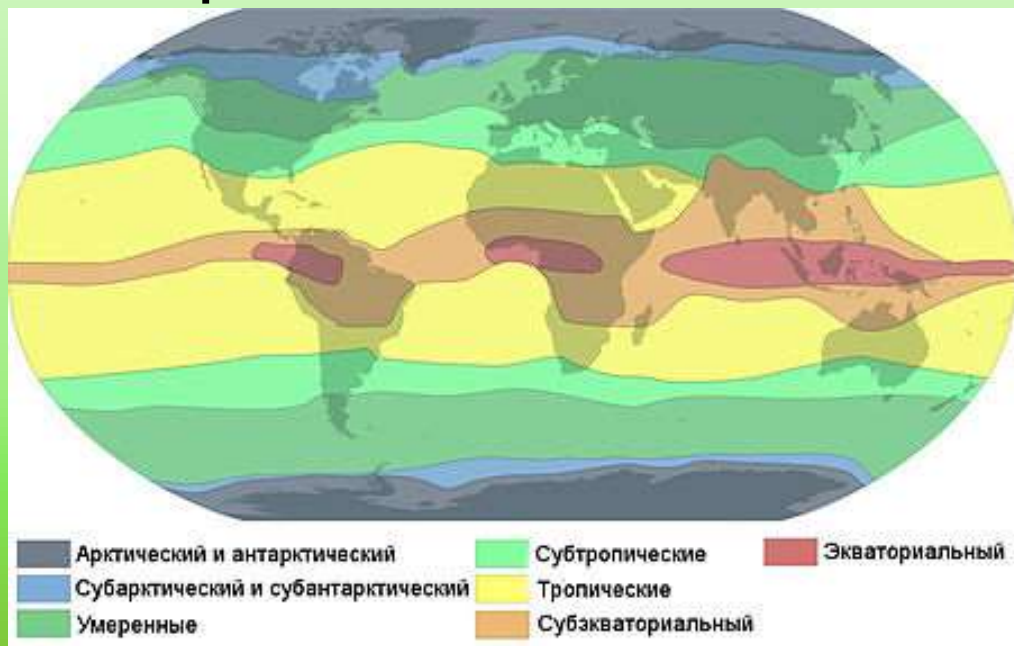 Арктический и антарктический
Субарктический и субантарктический
Умеренные
Субтропические
Тропические
Субэкваториальный
Экваториальный